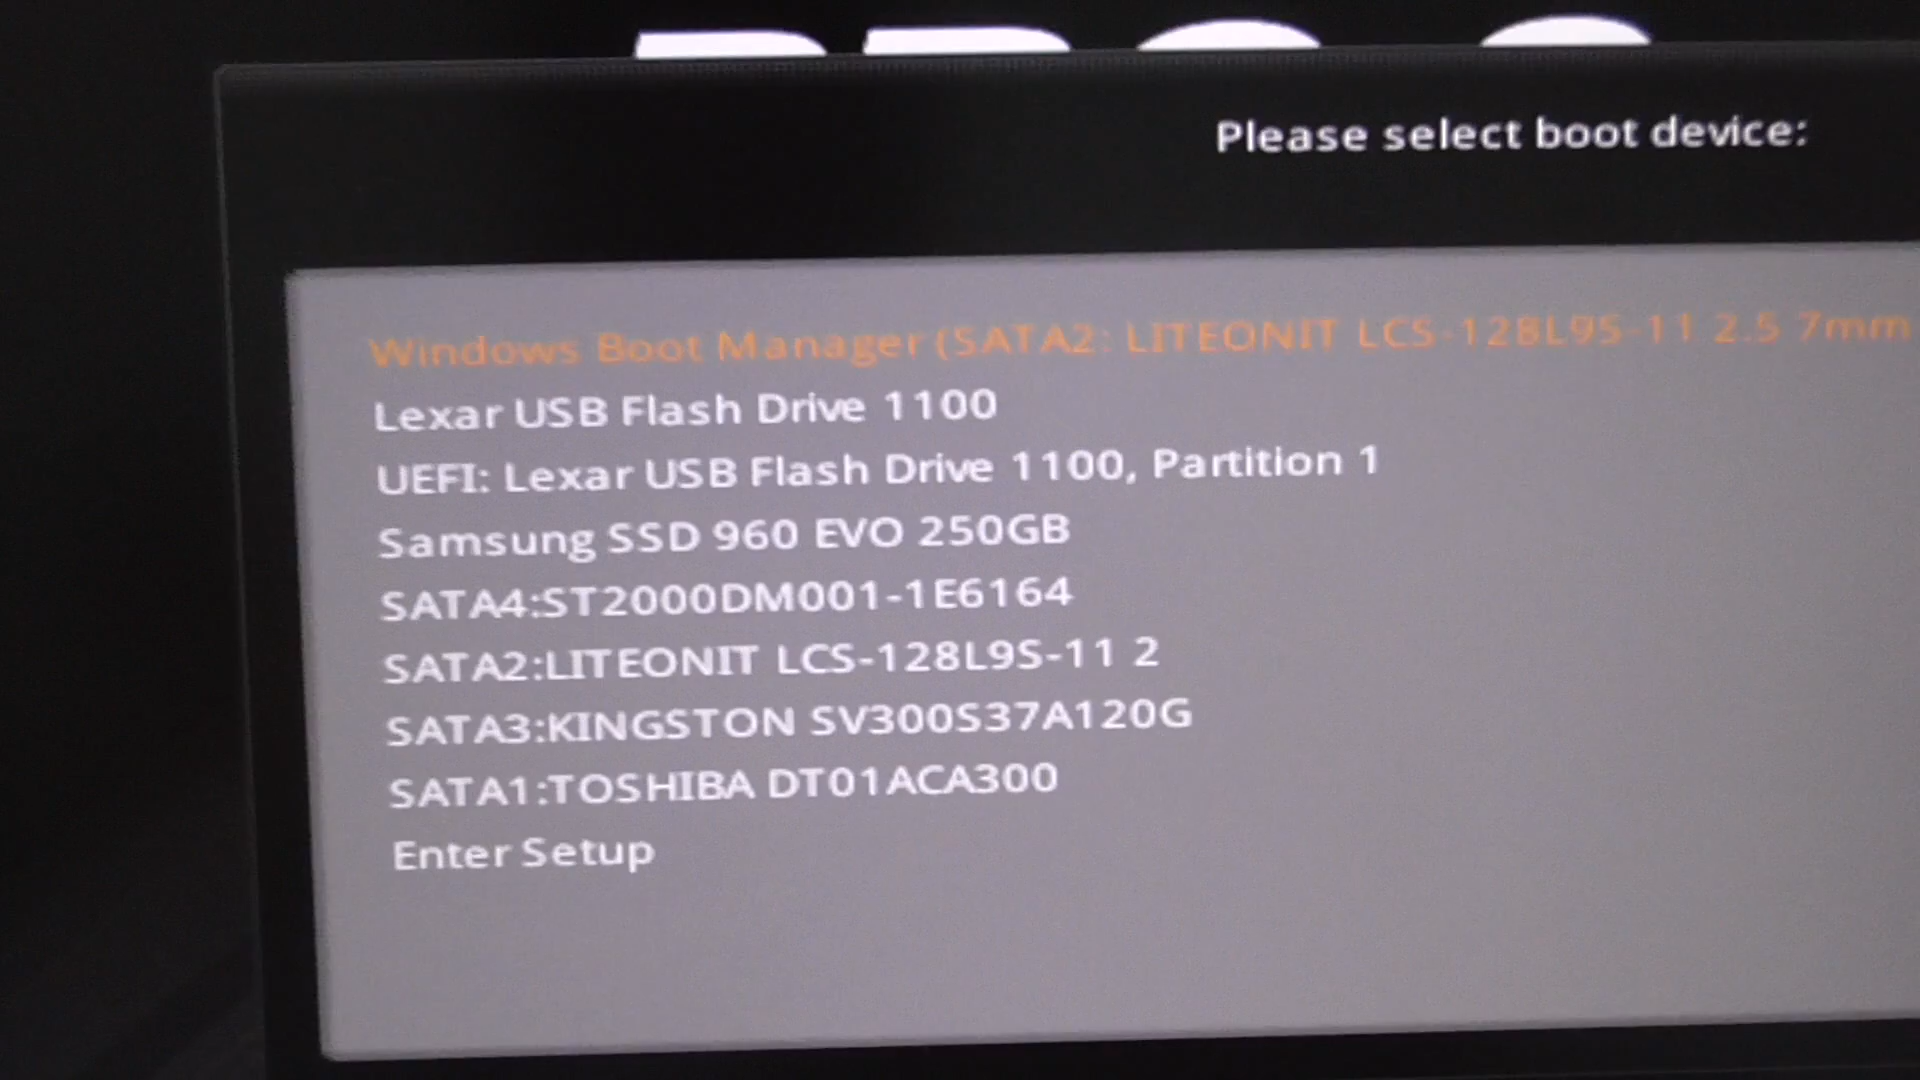 Please select boot device:
Windows Boot Manager (SATA2: LITEONIT LCS-128L9S-11 2.5 7mm
Lexar USB Flash Drive 1100
UEFI: Lexar USB Flash Drive 1100, Partition 1
Samsung SSD 960 EVO 250GB
SATA4:ST2000DM001-1E6164
SATA2:LITEONIT LCS-128L9S-11 2
SATA3:KINGSTON SV300S37A120G
SATA1:TOSHIBA DT01ACA300
Enter Setup